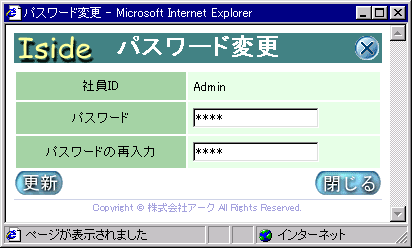 パスワード変更 - Microsoft Internet Explorer
Iside パスワード変更
社員ID Admin
パスワード ****
パスワードの再入力 ****
更新 閉じる
Copyright © 株式会社アーク All Rights Reserved.
ページが表示されました インターネット